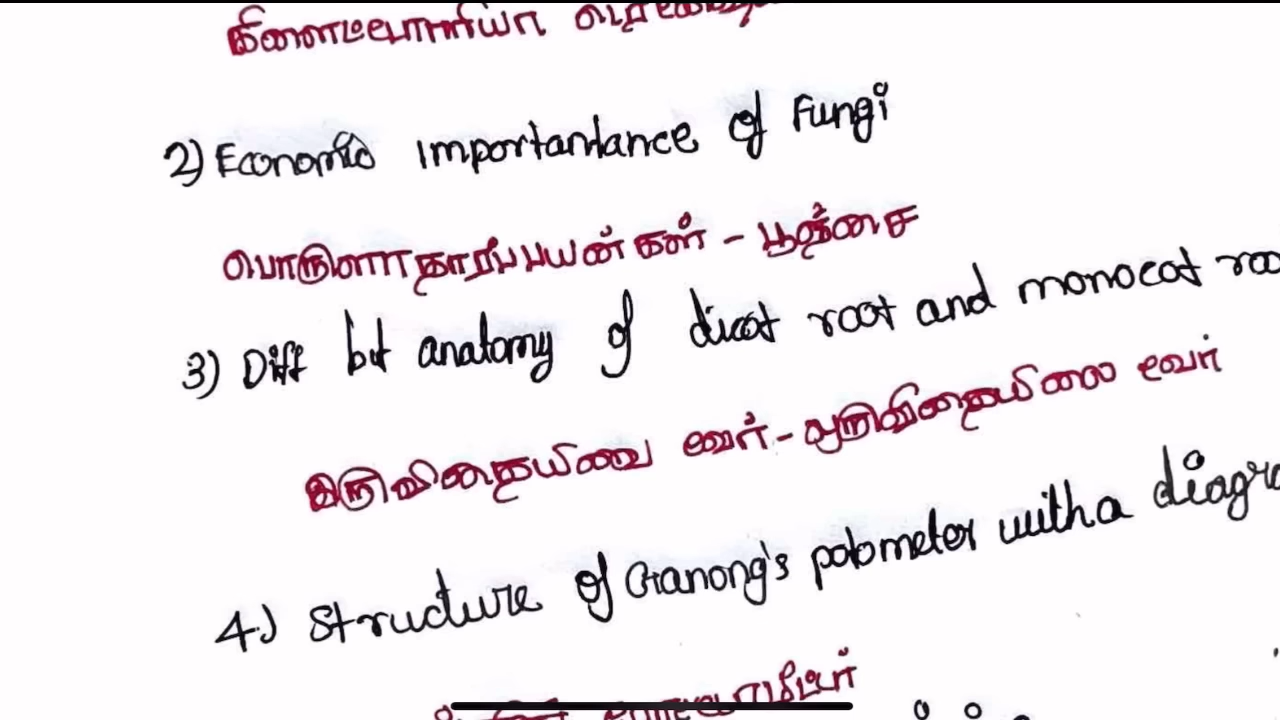 2) Economic Importantance of Fungi
பொருளாதாரப்பயன்கள் - பூஞ்சை
3) Diff bt anatomy of dicot root and monocot
இருவிதையிலை வேர் - ஒருவிதையிலை வேர்
4.) Structure of Ganong's potometer with a